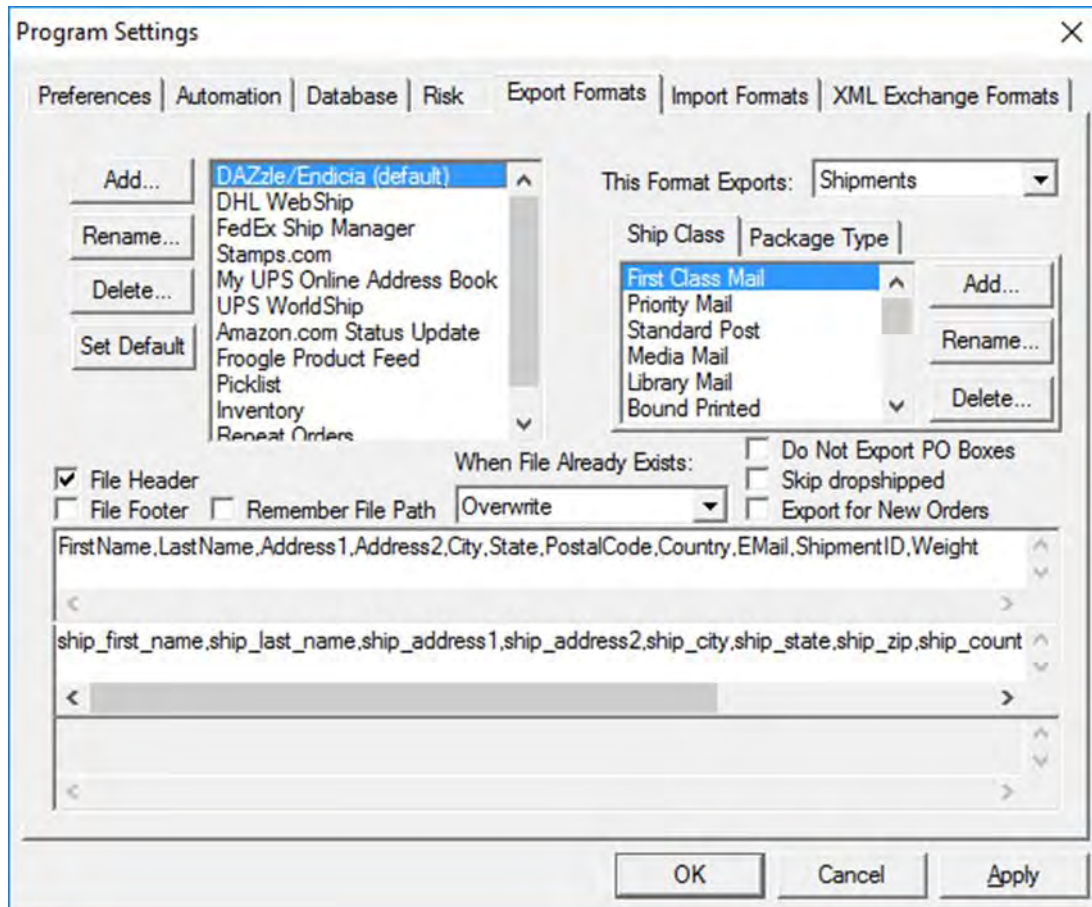 Program Settings
Preferences Automation Database Risk Export Formats Import Formats XML Exchange Formats
Add...
Rename...
Delete...
Set Default
DAZzle/Endicia (default)
DHL WebShip
FedEx Ship Manager
Stamps.com
My UPS Online Address Book
UPS WorldShip
Amazon.com Status Update
Froogle Product Feed
Picklist
Inventory
Repeat Orders
This Format Exports: Shipments
Ship Class Package Type
First Class Mail
Priority Mail
Standard Post
Media Mail
Library Mail
Bound Printed
Add...
Rename...
Delete...
File Header
File Footer Remember File Path
When File Already Exists:
Overwrite
Do Not Export PO Boxes
Skip dropshipped
Export for New Orders
FirstName,LastName,Address1,Address2,City,State,PostalCode,Country,EMail,ShipmentID,Weight
ship_first_name,ship_last_name,ship_address1,ship_address2,ship_city,ship_state,ship_zip,ship_count
OK Cancel Apply